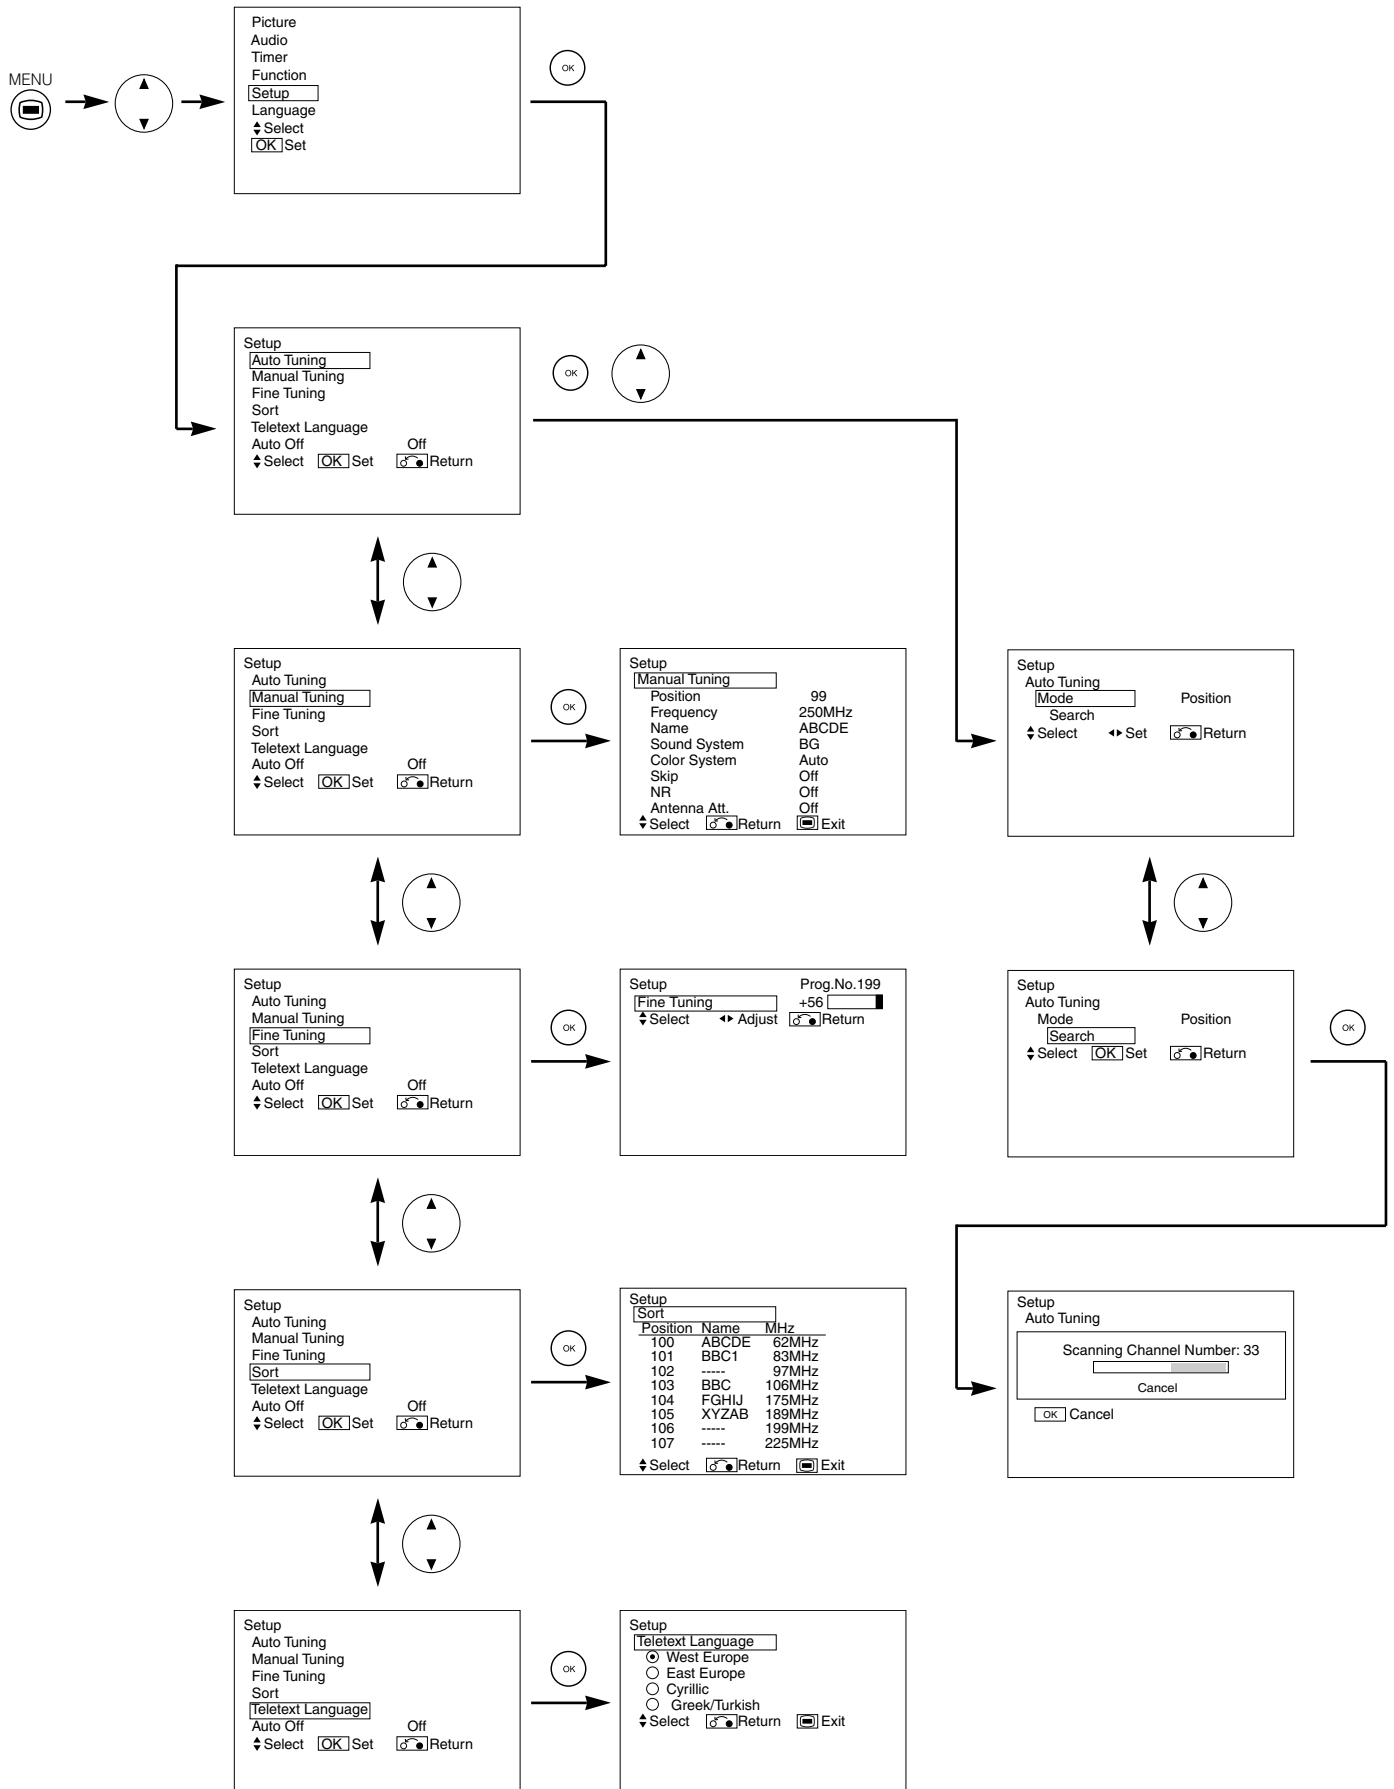 MENU
Picture
Audio
Timer
Function
Setup
Language
Select
OK Set
OK
Setup
Auto Tuning
Manual Tuning
Fine Tuning
Sort
Teletext Language
Auto Off Off
Select OK Set Return
OK
Setup
Auto Tuning
Manual Tuning
Fine Tuning
Sort
Teletext Language
Auto Off Off
Select OK Set Return
OK
Setup
Manual Tuning
Position 99
Frequency 250MHz
Name ABCDE
Sound System BG
Color System Auto
Skip Off
NR Off
Antenna Att. Off
Select Return Exit
Setup
Auto Tuning
Mode Position
Search
Select Set Return
Setup
Auto Tuning
Manual Tuning
Fine Tuning
Sort
Teletext Language
Auto Off Off
Select OK Set Return
OK
Setup Prog.No.199
Fine Tuning +56
Select Adjust Return
Setup
Auto Tuning
Mode Position
Search
Select OK Set Return
OK
Setup
Auto Tuning
Manual Tuning
Fine Tuning
Sort
Teletext Language
Auto Off Off
Select OK Set Return
OK
Setup
Sort
Position Name MHz
100 ABCDE 62MHz
101 BBC1 83MHz
102 ----- 97MHz
103 BBC 106MHz
104 FGHIJ 175MHz
105 XYZAB 189MHz
106 ----- 199MHz
107 ----- 225MHz
Select Return Exit
Setup
Auto Tuning
Scanning Channel Number: 33
Cancel
OK Cancel
Setup
Auto Tuning
Manual Tuning
Fine Tuning
Sort
Teletext Language
Auto Off Off
Select OK Set Return
OK
Setup
Teletext Language
West Europe
East Europe
Cyrillic
Greek/Turkish
Select Return Exit